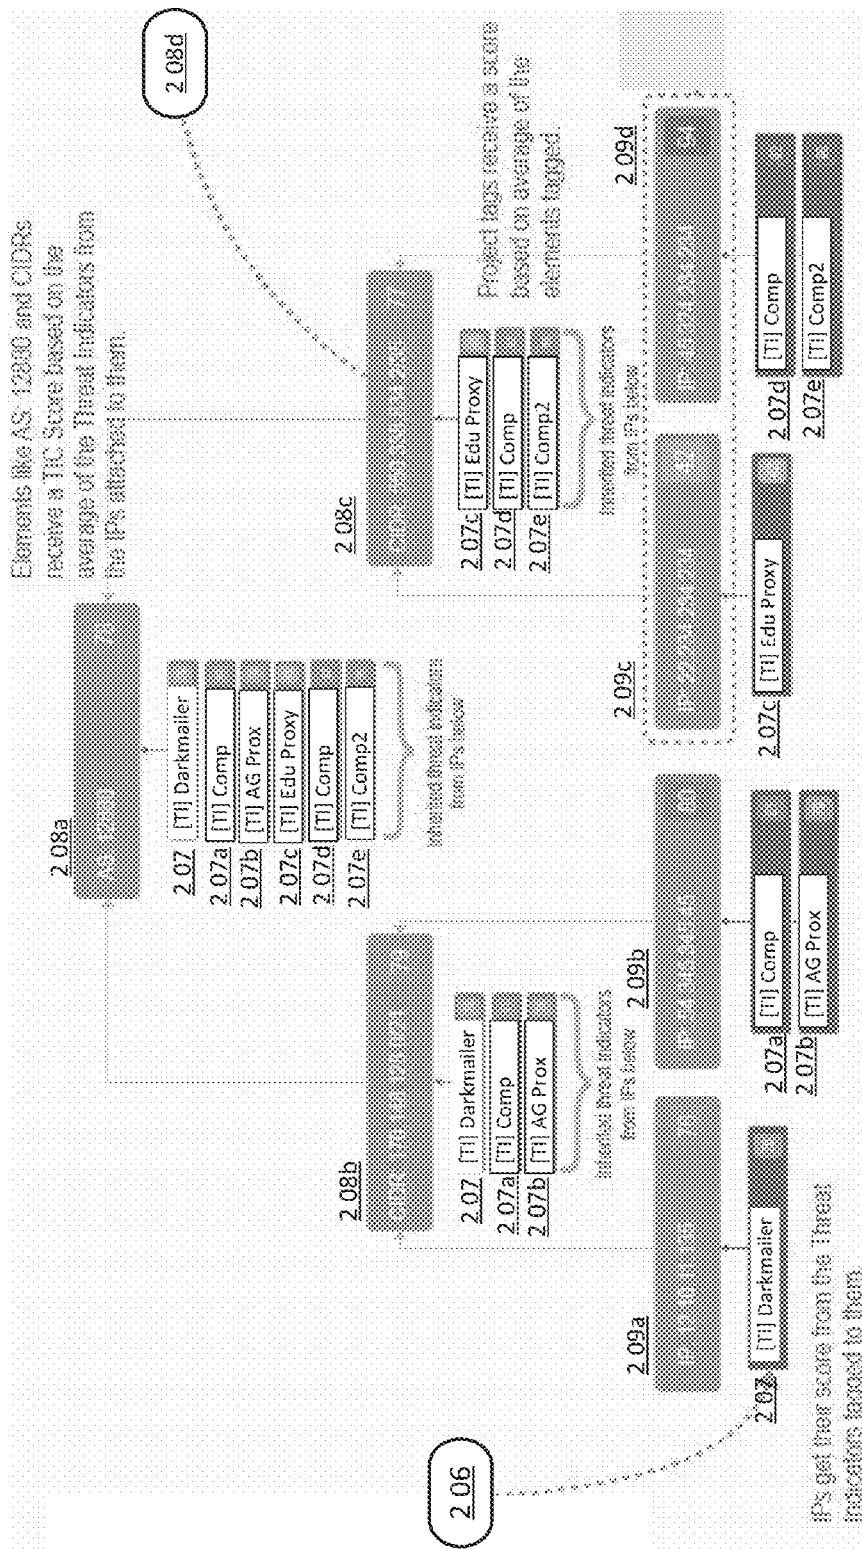 Elements like AS: 12880 and CIDRs
receive a TIC Score based on the
average of the Threat Indicators from
the IPs attached to them.
2 08d
2 08a
2 07 [TI] Darkmailer
2 07a [TI] Comp
2 07b [TI] AG Prox
2 07c [TI] Edu Proxy
2 07d [TI] Comp
2 07e [TI] Comp2
Inherited threat indicators
from IPs below
2 08b
2 07 [TI] Darkmailer
2 07a [TI] Comp
2 07b [TI] AG Prox
Inherited threat indicators
from IPs below
2 08c
2 07c [TI] Edu Proxy
2 07d [TI] Comp
2 07e [TI] Comp2
Inherited threat indicators
from IPs below
Project tags receive a score
based on average of the
elements tagged.
2 06
2 09a
2 09b
2 09c
2 09d
2 07 [TI] Darkmailer
2 07a [TI] Comp
2 07b [TI] AG Prox
2 07c [TI] Edu Proxy
2 07d [TI] Comp
2 07e [TI] Comp2
IPs get their score from the Threat
Indicators tagged to them